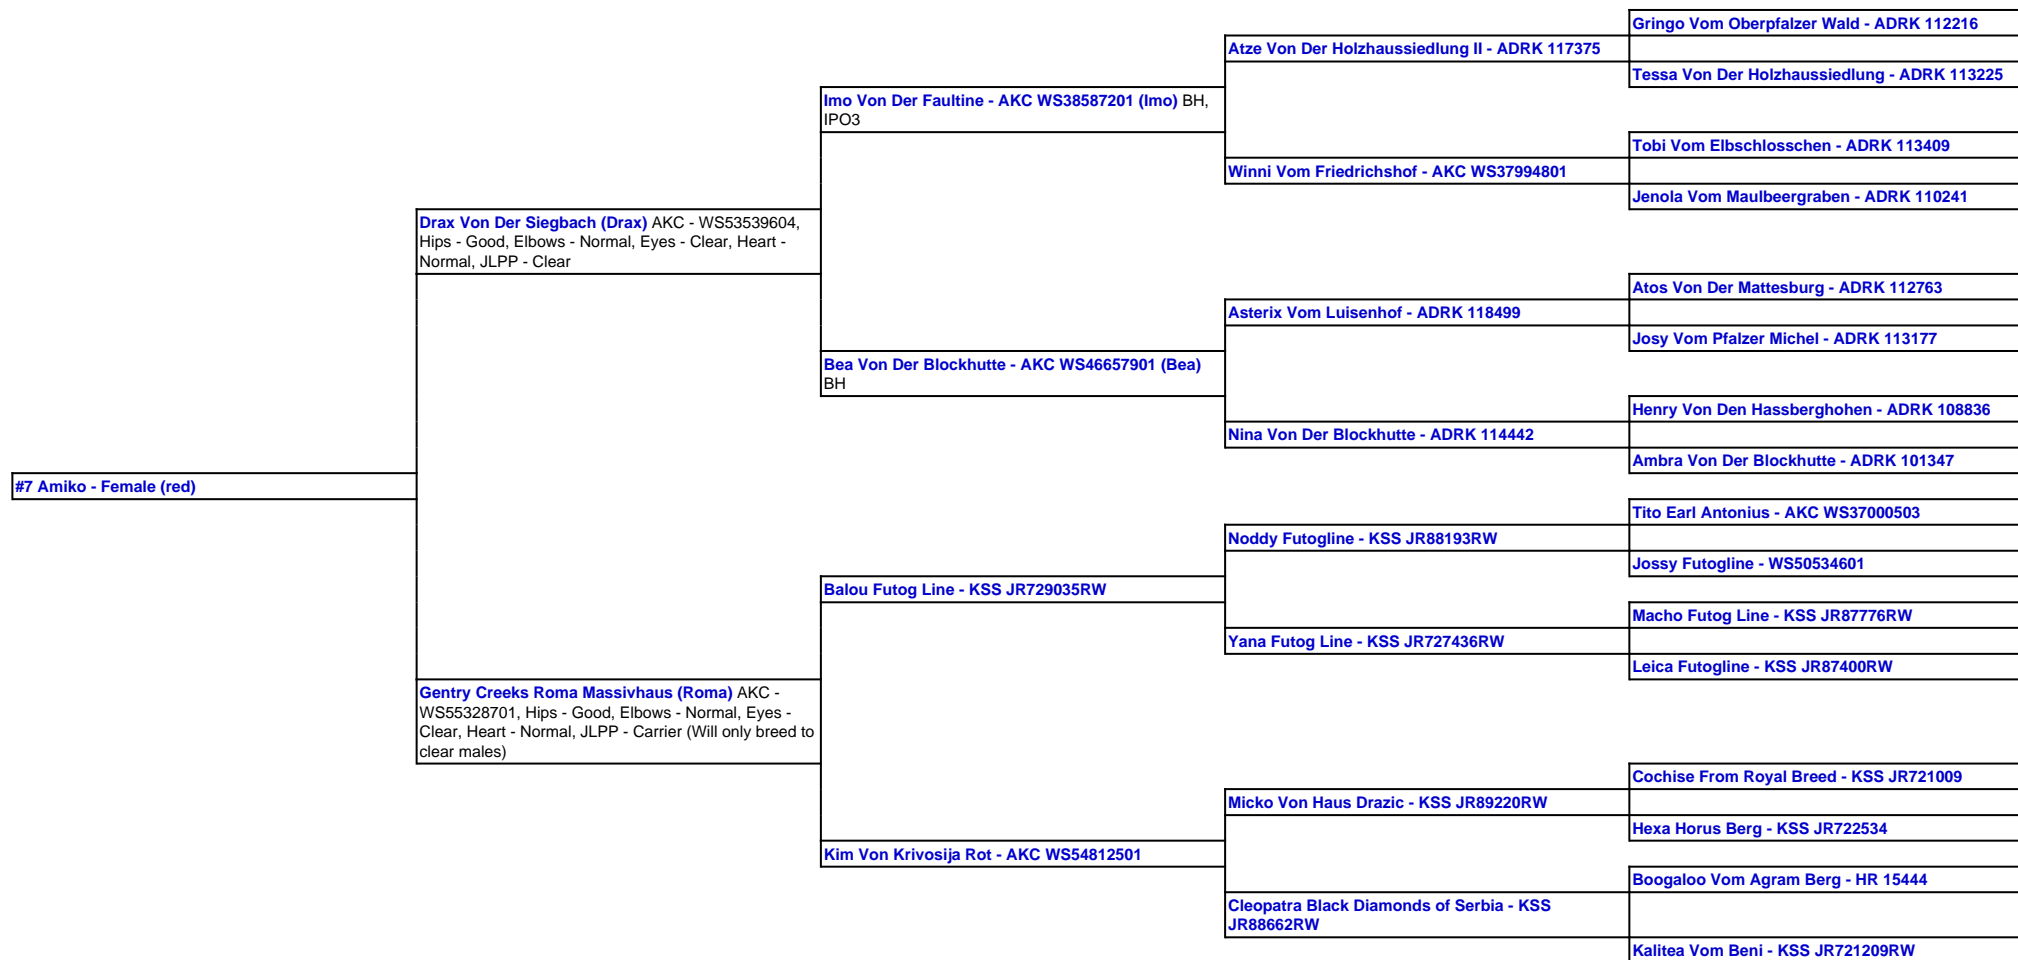 Gringo Vom Oberpfalzer Wald - ADRK 112216
Atze Von Der Holzhaussiedlung II - ADRK 117375
Tessa Von Der Holzhaussiedlung - ADRK 113225
Imo Von Der Faultine - AKC WS38587201 (Imo) BH,
IPO3
Tobi Vom Elbschlosschen - ADRK 113409
Winni Vom Friedrichshof - AKC WS37994801
Jenola Vom Maulbeergraben - ADRK 110241
Drax Von Der Siegbach (Drax) AKC - WS53539604,
Hips - Good, Elbows - Normal, Eyes - Clear, Heart -
Normal, JLPP - Clear
Atos Von Der Mattesburg - ADRK 112763
Asterix Vom Luisenhof - ADRK 118499
Josy Vom Pfalzer Michel - ADRK 113177
Bea Von Der Blockhutte - AKC WS46657901 (Bea)
BH
Henry Von Den Hassberghohen - ADRK 108836
Nina Von Der Blockhutte - ADRK 114442
Ambra Von Der Blockhutte - ADRK 101347
#7 Amiko - Female (red)
Tito Earl Antonius - AKC WS37000503
Noddy Futogline - KSS JR88193RW
Jossy Futogline - WS50534601
Balou Futog Line - KSS JR729035RW
Macho Futog Line - KSS JR87776RW
Yana Futog Line - KSS JR727436RW
Leica Futogline - KSS JR87400RW
Gentry Creeks Roma Massivhaus (Roma) AKC -
WS55328701, Hips - Good, Elbows - Normal, Eyes -
Clear, Heart - Normal, JLPP - Carrier (Will only breed to
clear males)
Cochise From Royal Breed - KSS JR721009
Micko Von Haus Drazic - KSS JR89220RW
Hexa Horus Berg - KSS JR722534
Kim Von Krivosija Rot - AKC WS54812501
Boogaloo Vom Agram Berg - HR 15444
Cleopatra Black Diamonds of Serbia - KSS
JR88662RW
Kalitea Vom Beni - KSS JR721209RW